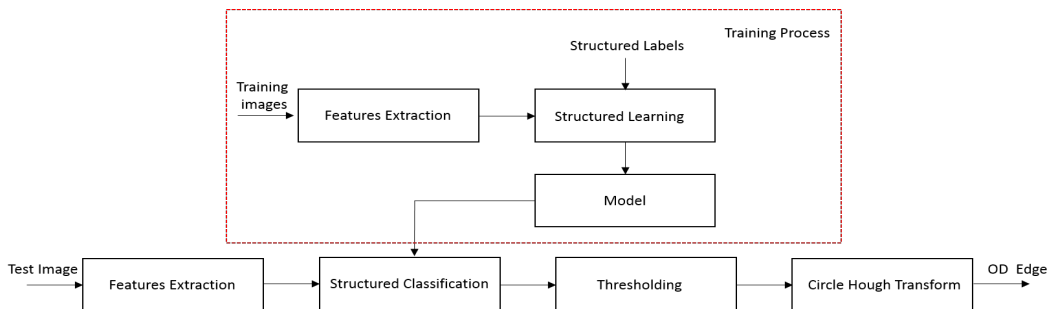 Training Process
Structured Labels
Training
images
Features Extraction
Structured Learning
Model
Test Image
Features Extraction
Structured Classification
Thresholding
Circle Hough Transform
OD Edge